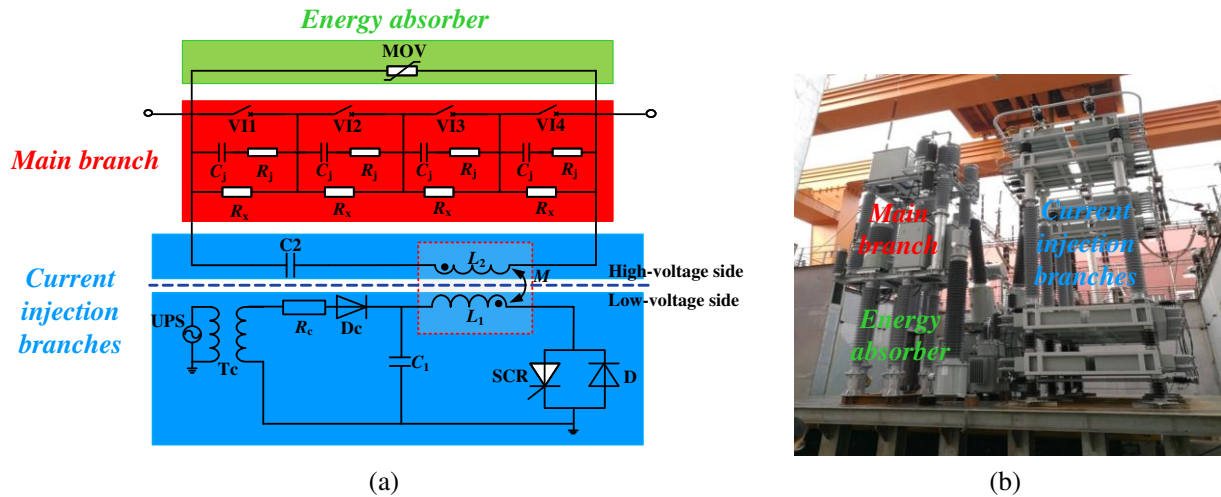 Energy absorber
MOV
VI1 VI2 VI3 VI4
Main branch
Cj Rj Cj Rj Cj Rj Cj Rj
Rx Rx Rx Rx
C2 L2
M
High-voltage side
Low-voltage side
Current
injection
branches
UPS
Tc
Rc Dc
L1
C1
SCR D
(a)
Main
branch
Current
injection
branches
Energy
absorber
(b)